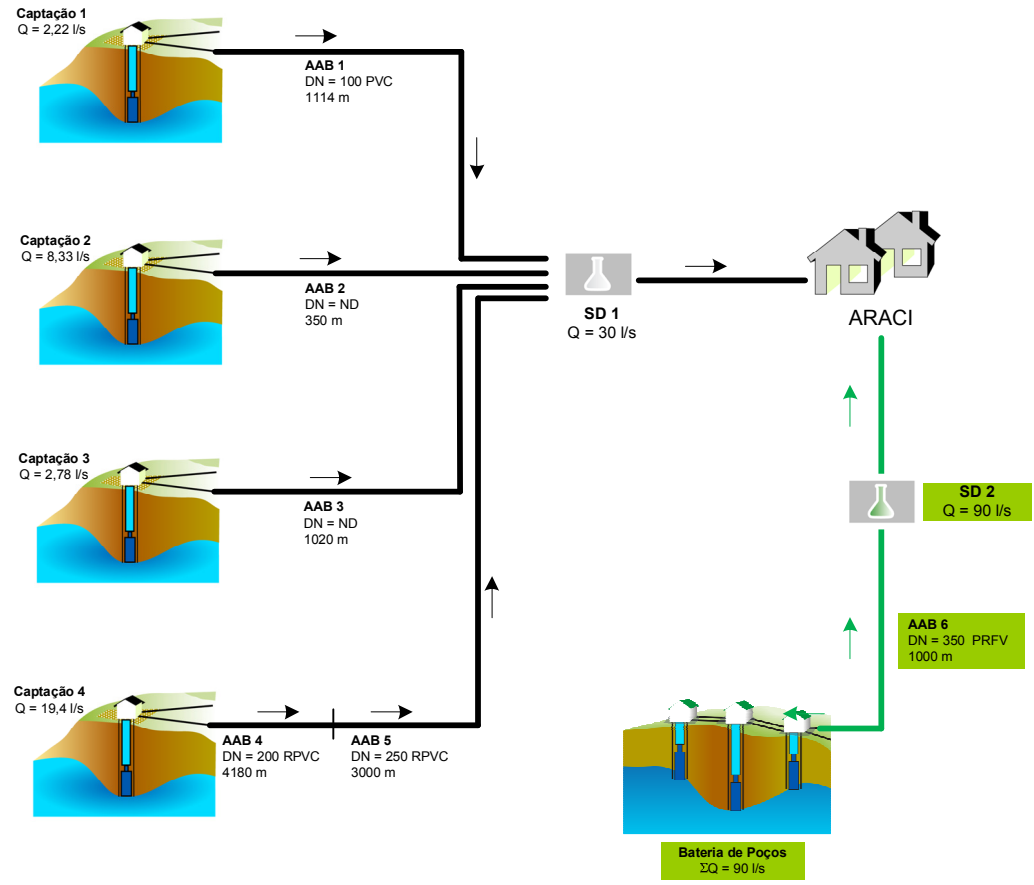 Captação 1
Q = 2,22 l/s
AAB 1
DN = 100 PVC
1114 m
Captação 2
Q = 8,33 l/s
AAB 2
DN = ND
350 m
SD 1
Q = 30 l/s
ARACI
Captação 3
Q = 2,78 l/s
AAB 3
DN = ND
1020 m
SD 2
Q = 90 l/s
AAB 6
DN = 350 PRFV
1000 m
Captação 4
Q = 19,4 l/s
AAB 4
DN = 200 RPVC
4180 m
AAB 5
DN = 250 RPVC
3000 m
Bateria de Poços
ΣQ = 90 l/s